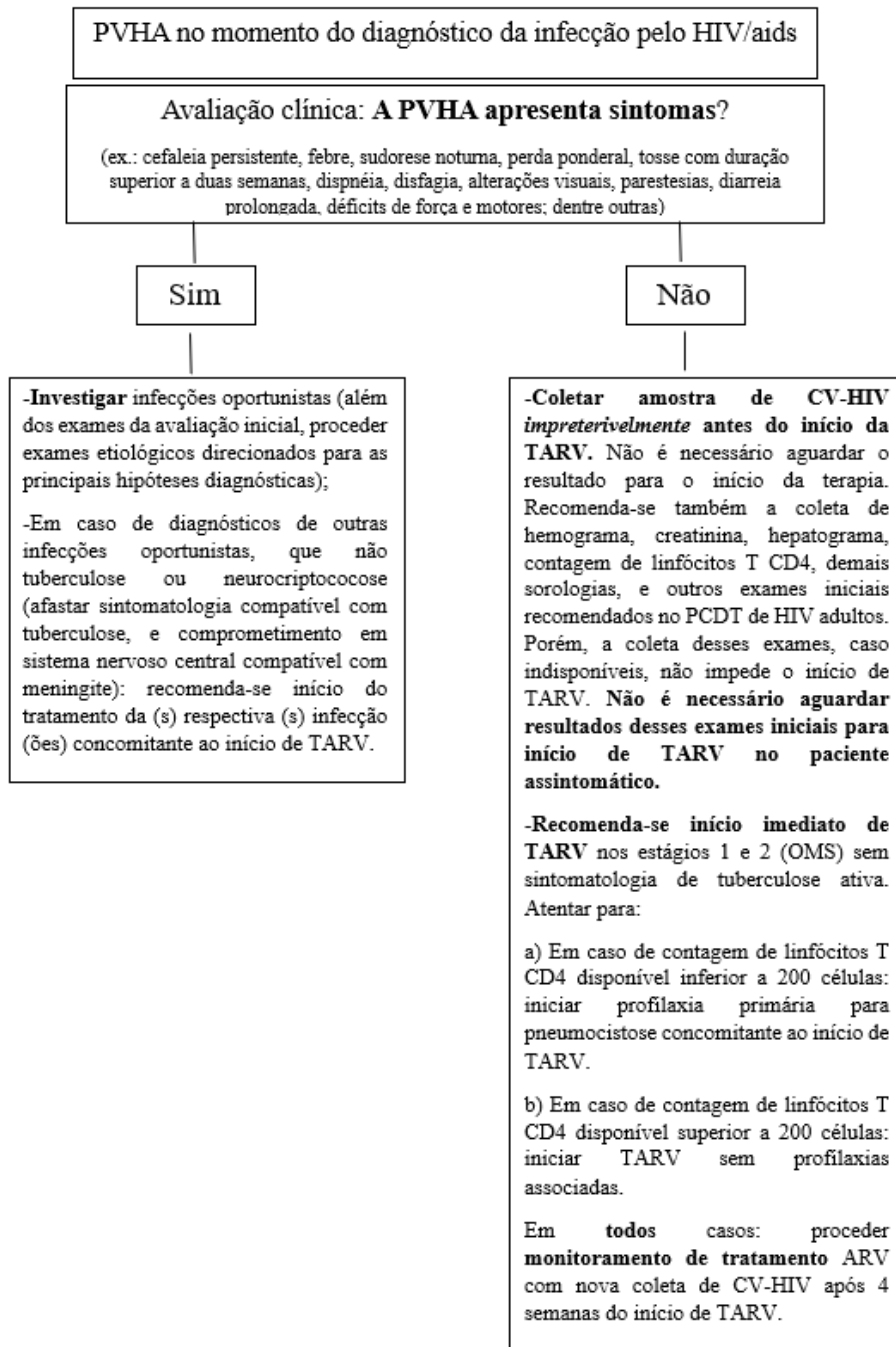 PVHA no momento do diagnóstico da infecção pelo HIV/aids
Avaliação clínica: A PVHA apresenta sintomas?
(ex.: cefaleia persistente, febre, sudorese noturna, perda ponderal, tosse com duração
superior a duas semanas, dispnéia, disfagia, alterações visuais, parestesias, diarreia
prolongada, déficits de força e motores; dentre outras)
Sim
Não
-Investigar infecções oportunistas (além
dos exames da avaliação inicial, proceder
exames etiológicos direcionados para as
principais hipóteses diagnósticas);
-Em caso de diagnósticos de outras
infecções oportunistas, que não
tuberculose ou neurocriptococose
(afastar sintomatologia compatível com
tuberculose, e comprometimento em
sistema nervoso central compatível com
meningite): recomenda-se início do
tratamento da (s) respectiva (s) infecção
(ões) concomitante ao início de TARV.
-Coletar amostra de CV-HIV
impreterivelmente antes do início da
TARV. Não é necessário aguardar o
resultado para o início da terapia.
Recomenda-se também a coleta de
hemograma, creatinina, hepatograma,
contagem de linfócitos T CD4, demais
sorologias, e outros exames iniciais
recomendados no PCDT de HIV adultos.
Porém, a coleta desses exames, caso
indisponíveis, não impede o início de
TARV. Não é necessário aguardar
resultados desses exames iniciais para
início de TARV no paciente
assintomático.
-Recomenda-se início imediato de
TARV nos estágios 1 e 2 (OMS) sem
sintomatologia de tuberculose ativa.
Atentar para:
a) Em caso de contagem de linfócitos T
CD4 disponível inferior a 200 células:
iniciar profilaxia primária para
pneumocistose concomitante ao início de
TARV.
b) Em caso de contagem de linfócitos T
CD4 disponível superior a 200 células:
iniciar TARV sem profilaxias
associadas.
Em todos casos: proceder
monitoramento de tratamento ARV
com nova coleta de CV-HIV após 4
semanas do início de TARV.